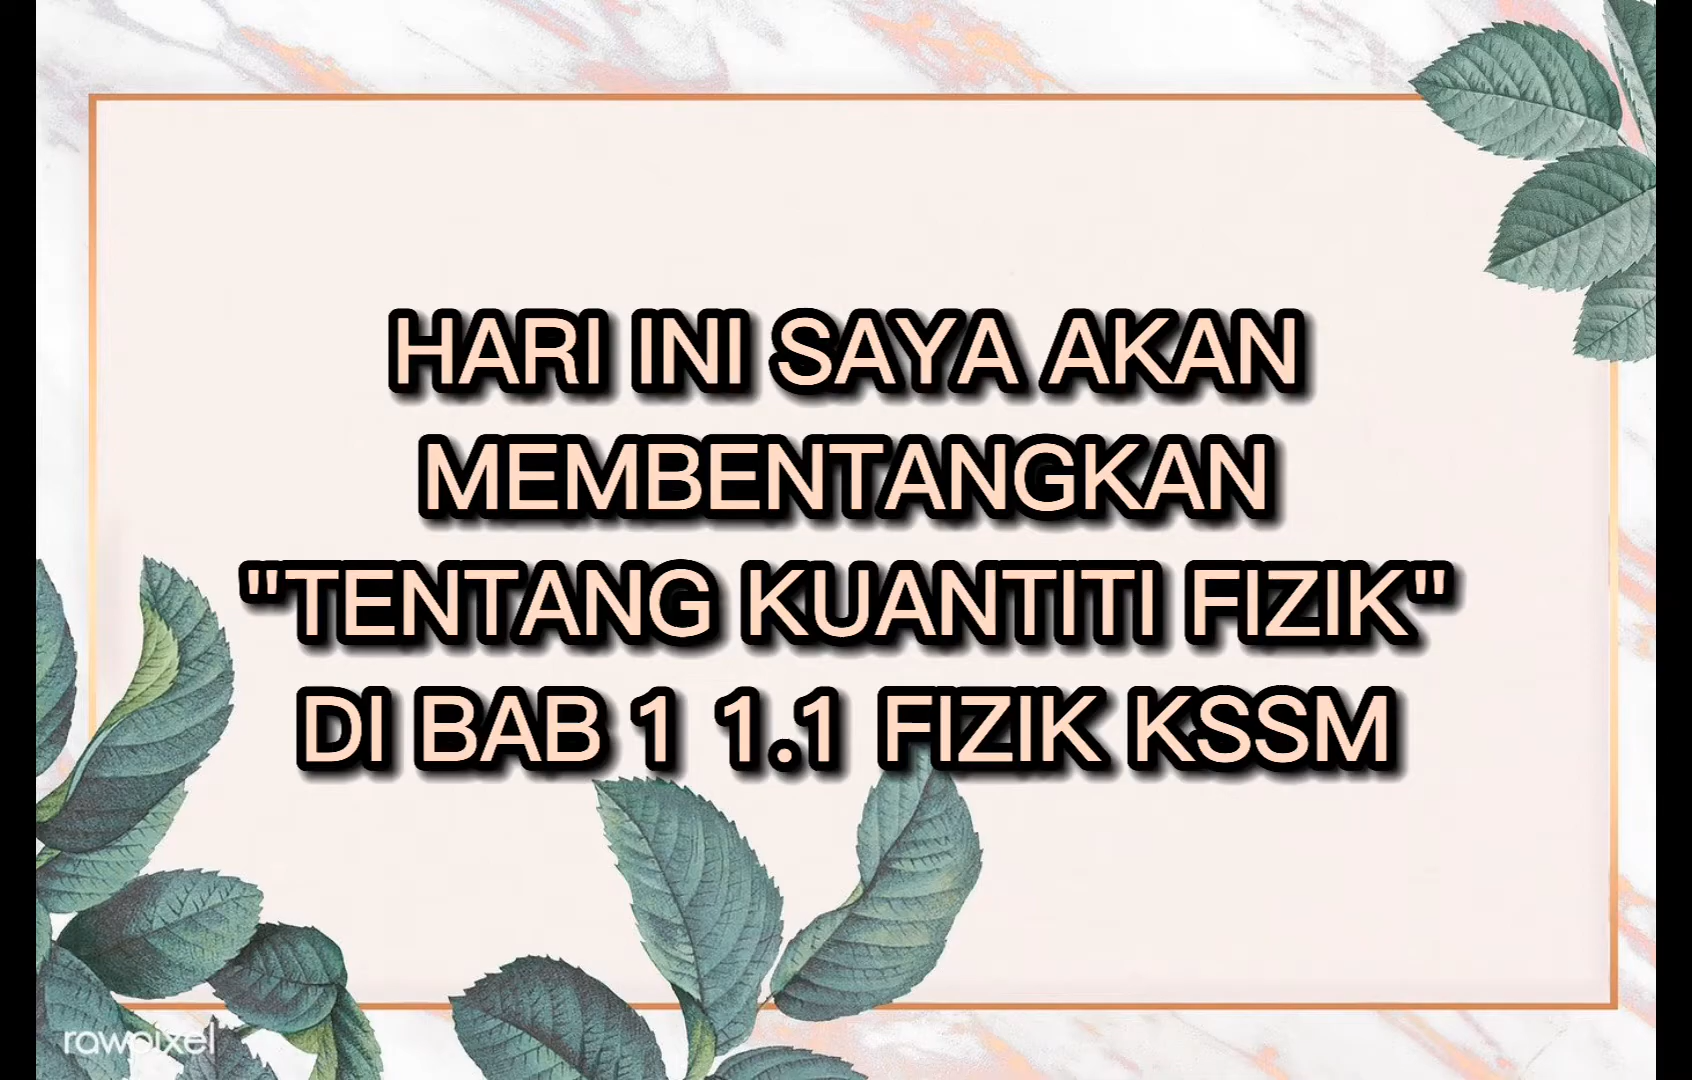 HARI INI SAYA AKAN
MEMBENTANGKAN
"TENTANG KUANTITI FIZIK"
DI BAB 1 1.1 FIZIK KSSM
rawpixel